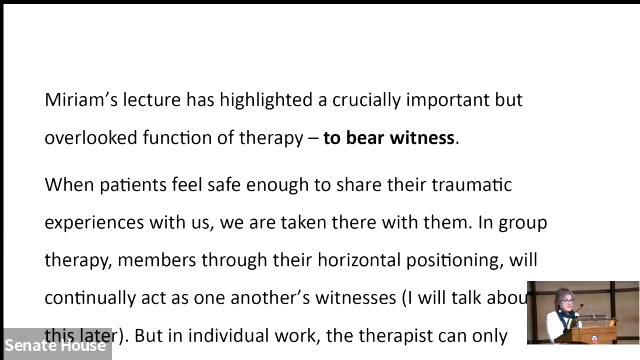 Miriam's lecture has highlighted a crucially important but
overlooked function of therapy – to bear witness.
When patients feel safe enough to share their traumatic
experiences with us, we are taken there with them. In group
therapy, members through their horizontal positioning, will
continually act as one another's witnesses (I will talk
this later). But in individual work, the therapist can only
Senate House